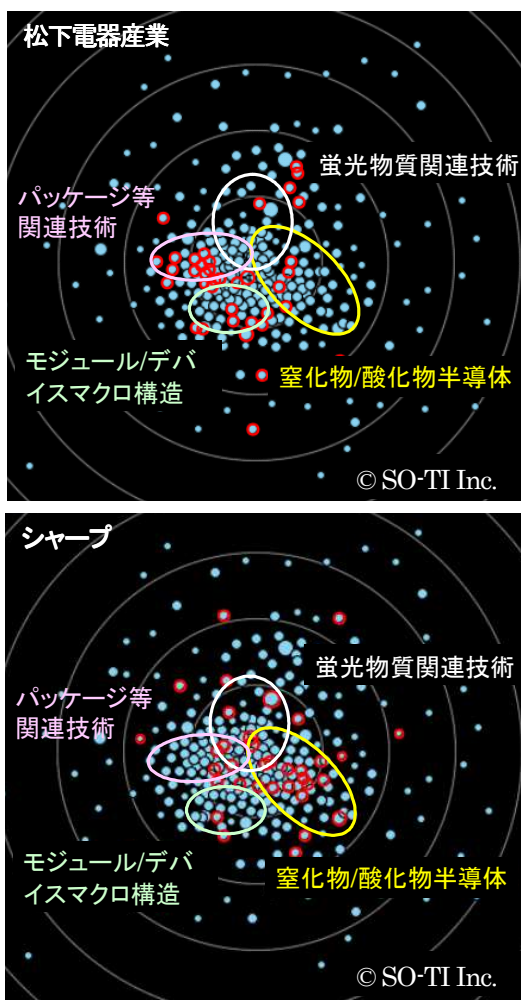 松下電器産業
蛍光物質関連技術
パッケージ等
関連技術
モジュール/デバ
イスマクロ構造
窒化物/酸化物半導体
© SO-TI Inc.
シャープ
蛍光物質関連技術
パッケージ等
関連技術
モジュール/デバ
イスマクロ構造
窒化物/酸化物半導体
© SO-TI Inc.